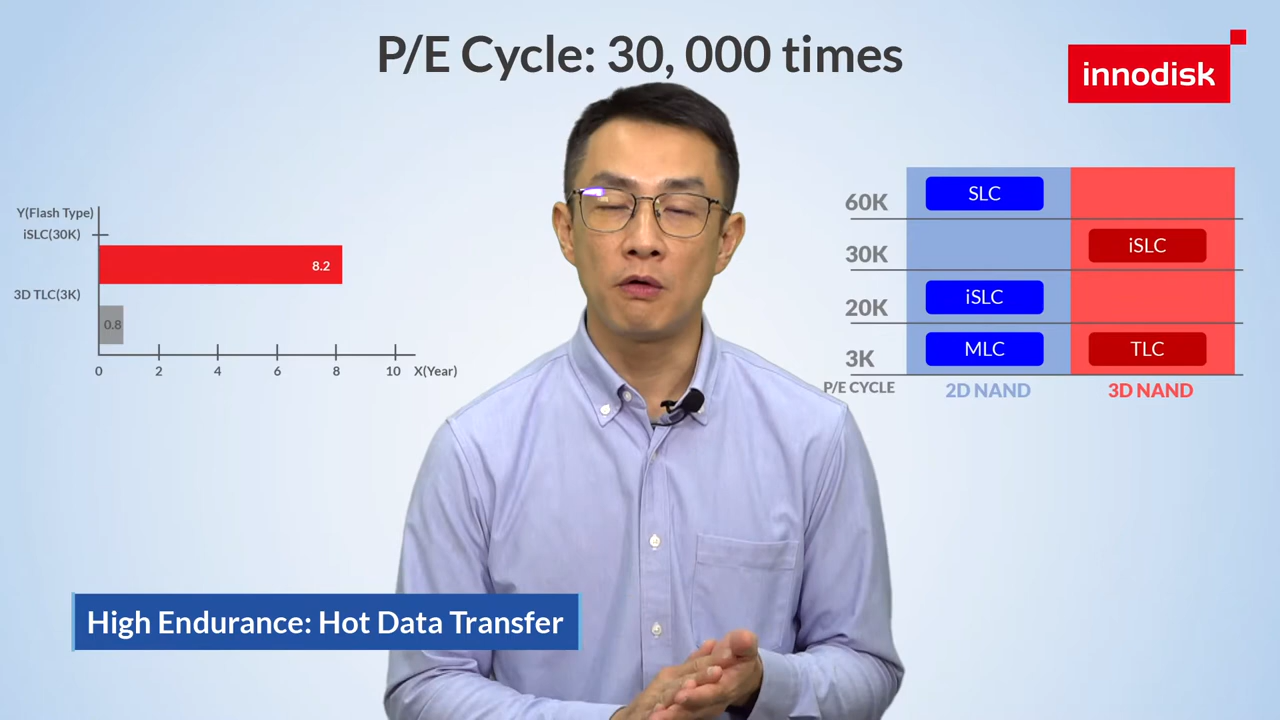 P/E Cycle: 30, 000 times
innodisk
Y(Flash Type)
iSLC(30K)
8.2
3D TLC(3K)
0.8
0 2 4 6 8 10 X(Year)
60K SLC
30K iSLC
20K iSLC
3K MLC TLC
P/E CYCLE 2D NAND 3D NAND
High Endurance: Hot Data Transfer